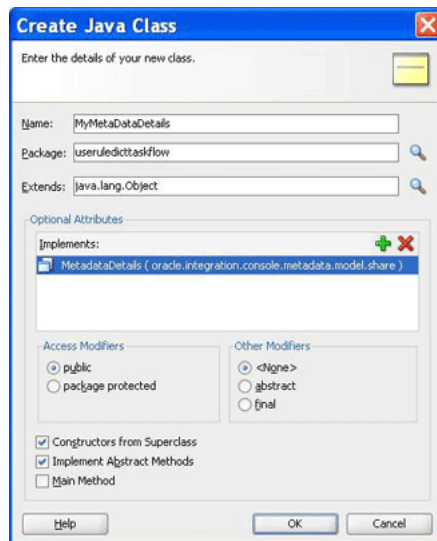 Create Java Class
Enter the details of your new class.
Name: MyMetaDataDetails
Package: useruledicttaskflow
Extends: java.lang.Object
Optional Attributes
Implements:
MetadataDetails ( oracle.integration.console.metadata.model.share )
Access Modifiers
public
package protected
Other Modifiers
<None>
abstract
final
Constructors from Superclass
Implement Abstract Methods
Main Method
Help
OK
Cancel